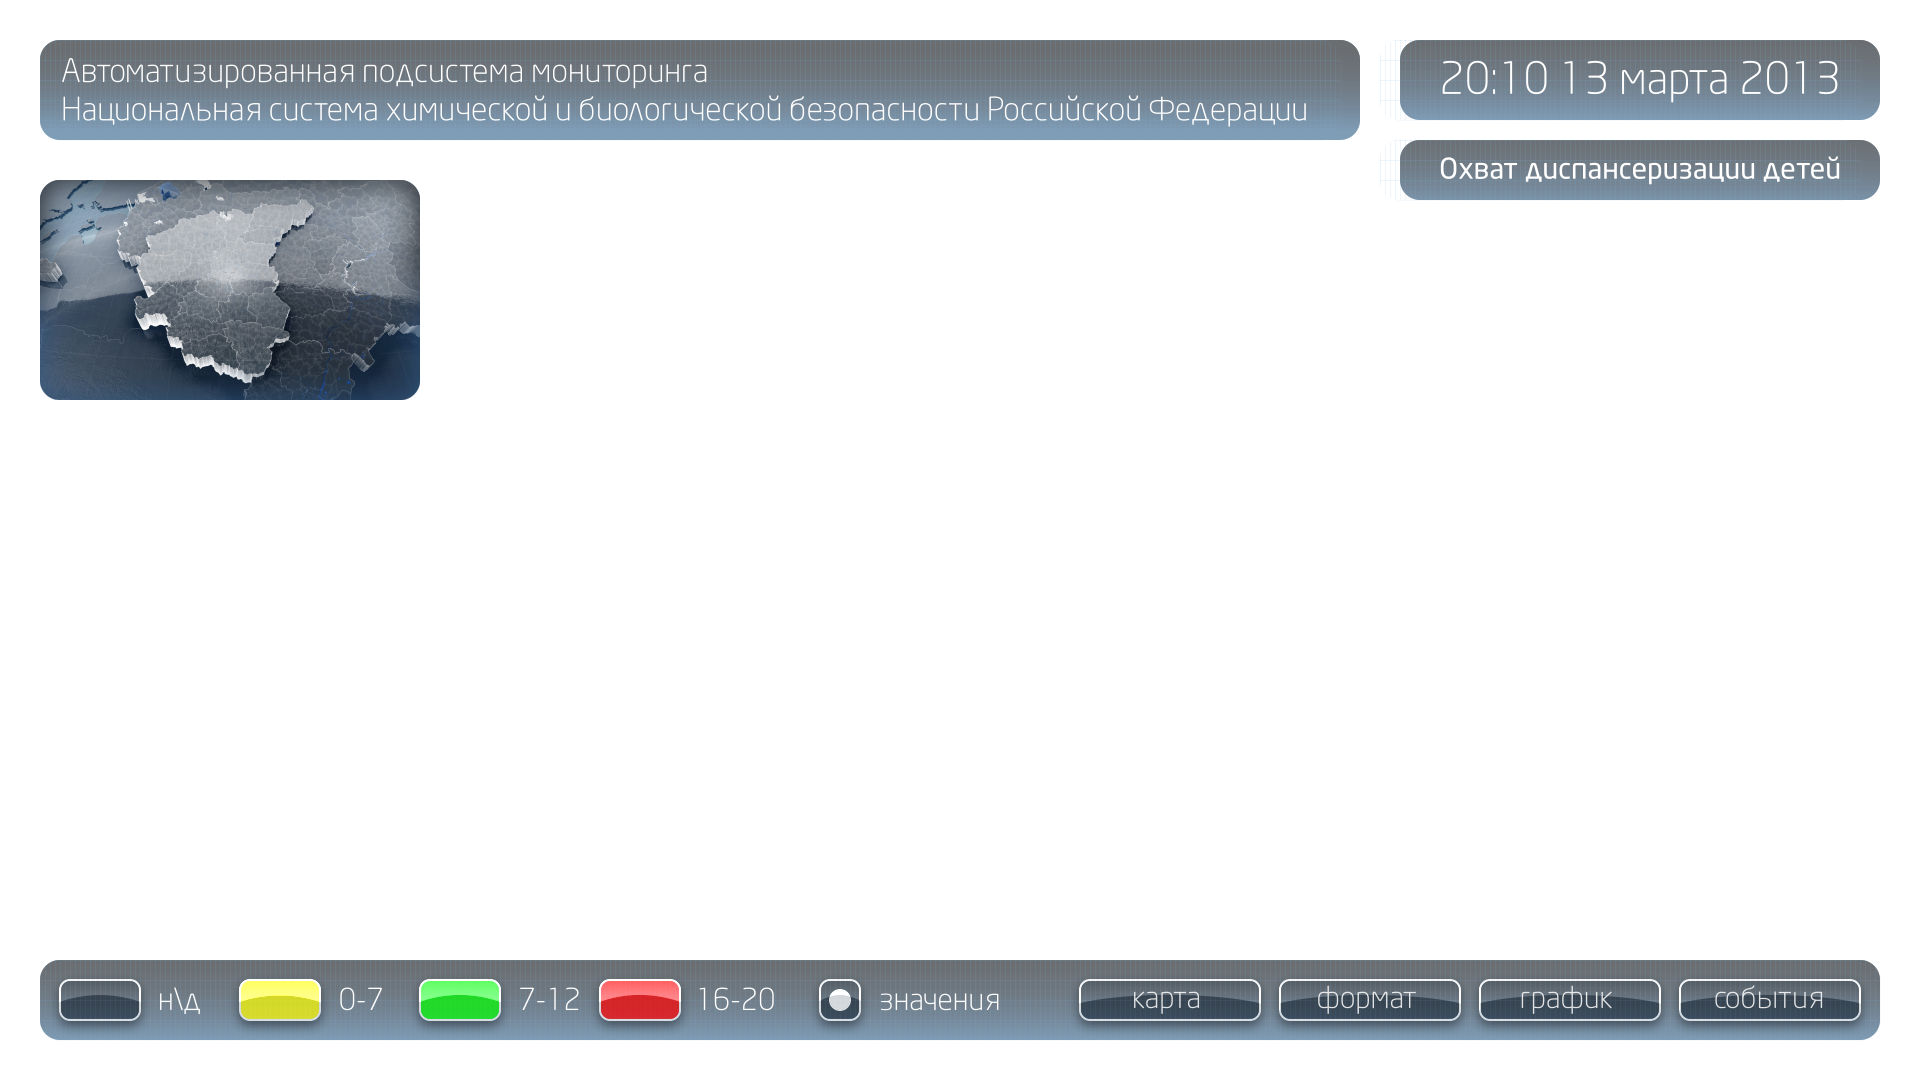 Автоматизированная подсистема мониторинга
Национальная система химической и биологической безопасности Российской Федерации
20:10 13 марта 2013
Охват диспансеризации детей
н\д
0-7
7-12
16-20
значения
карта
формат
график
события